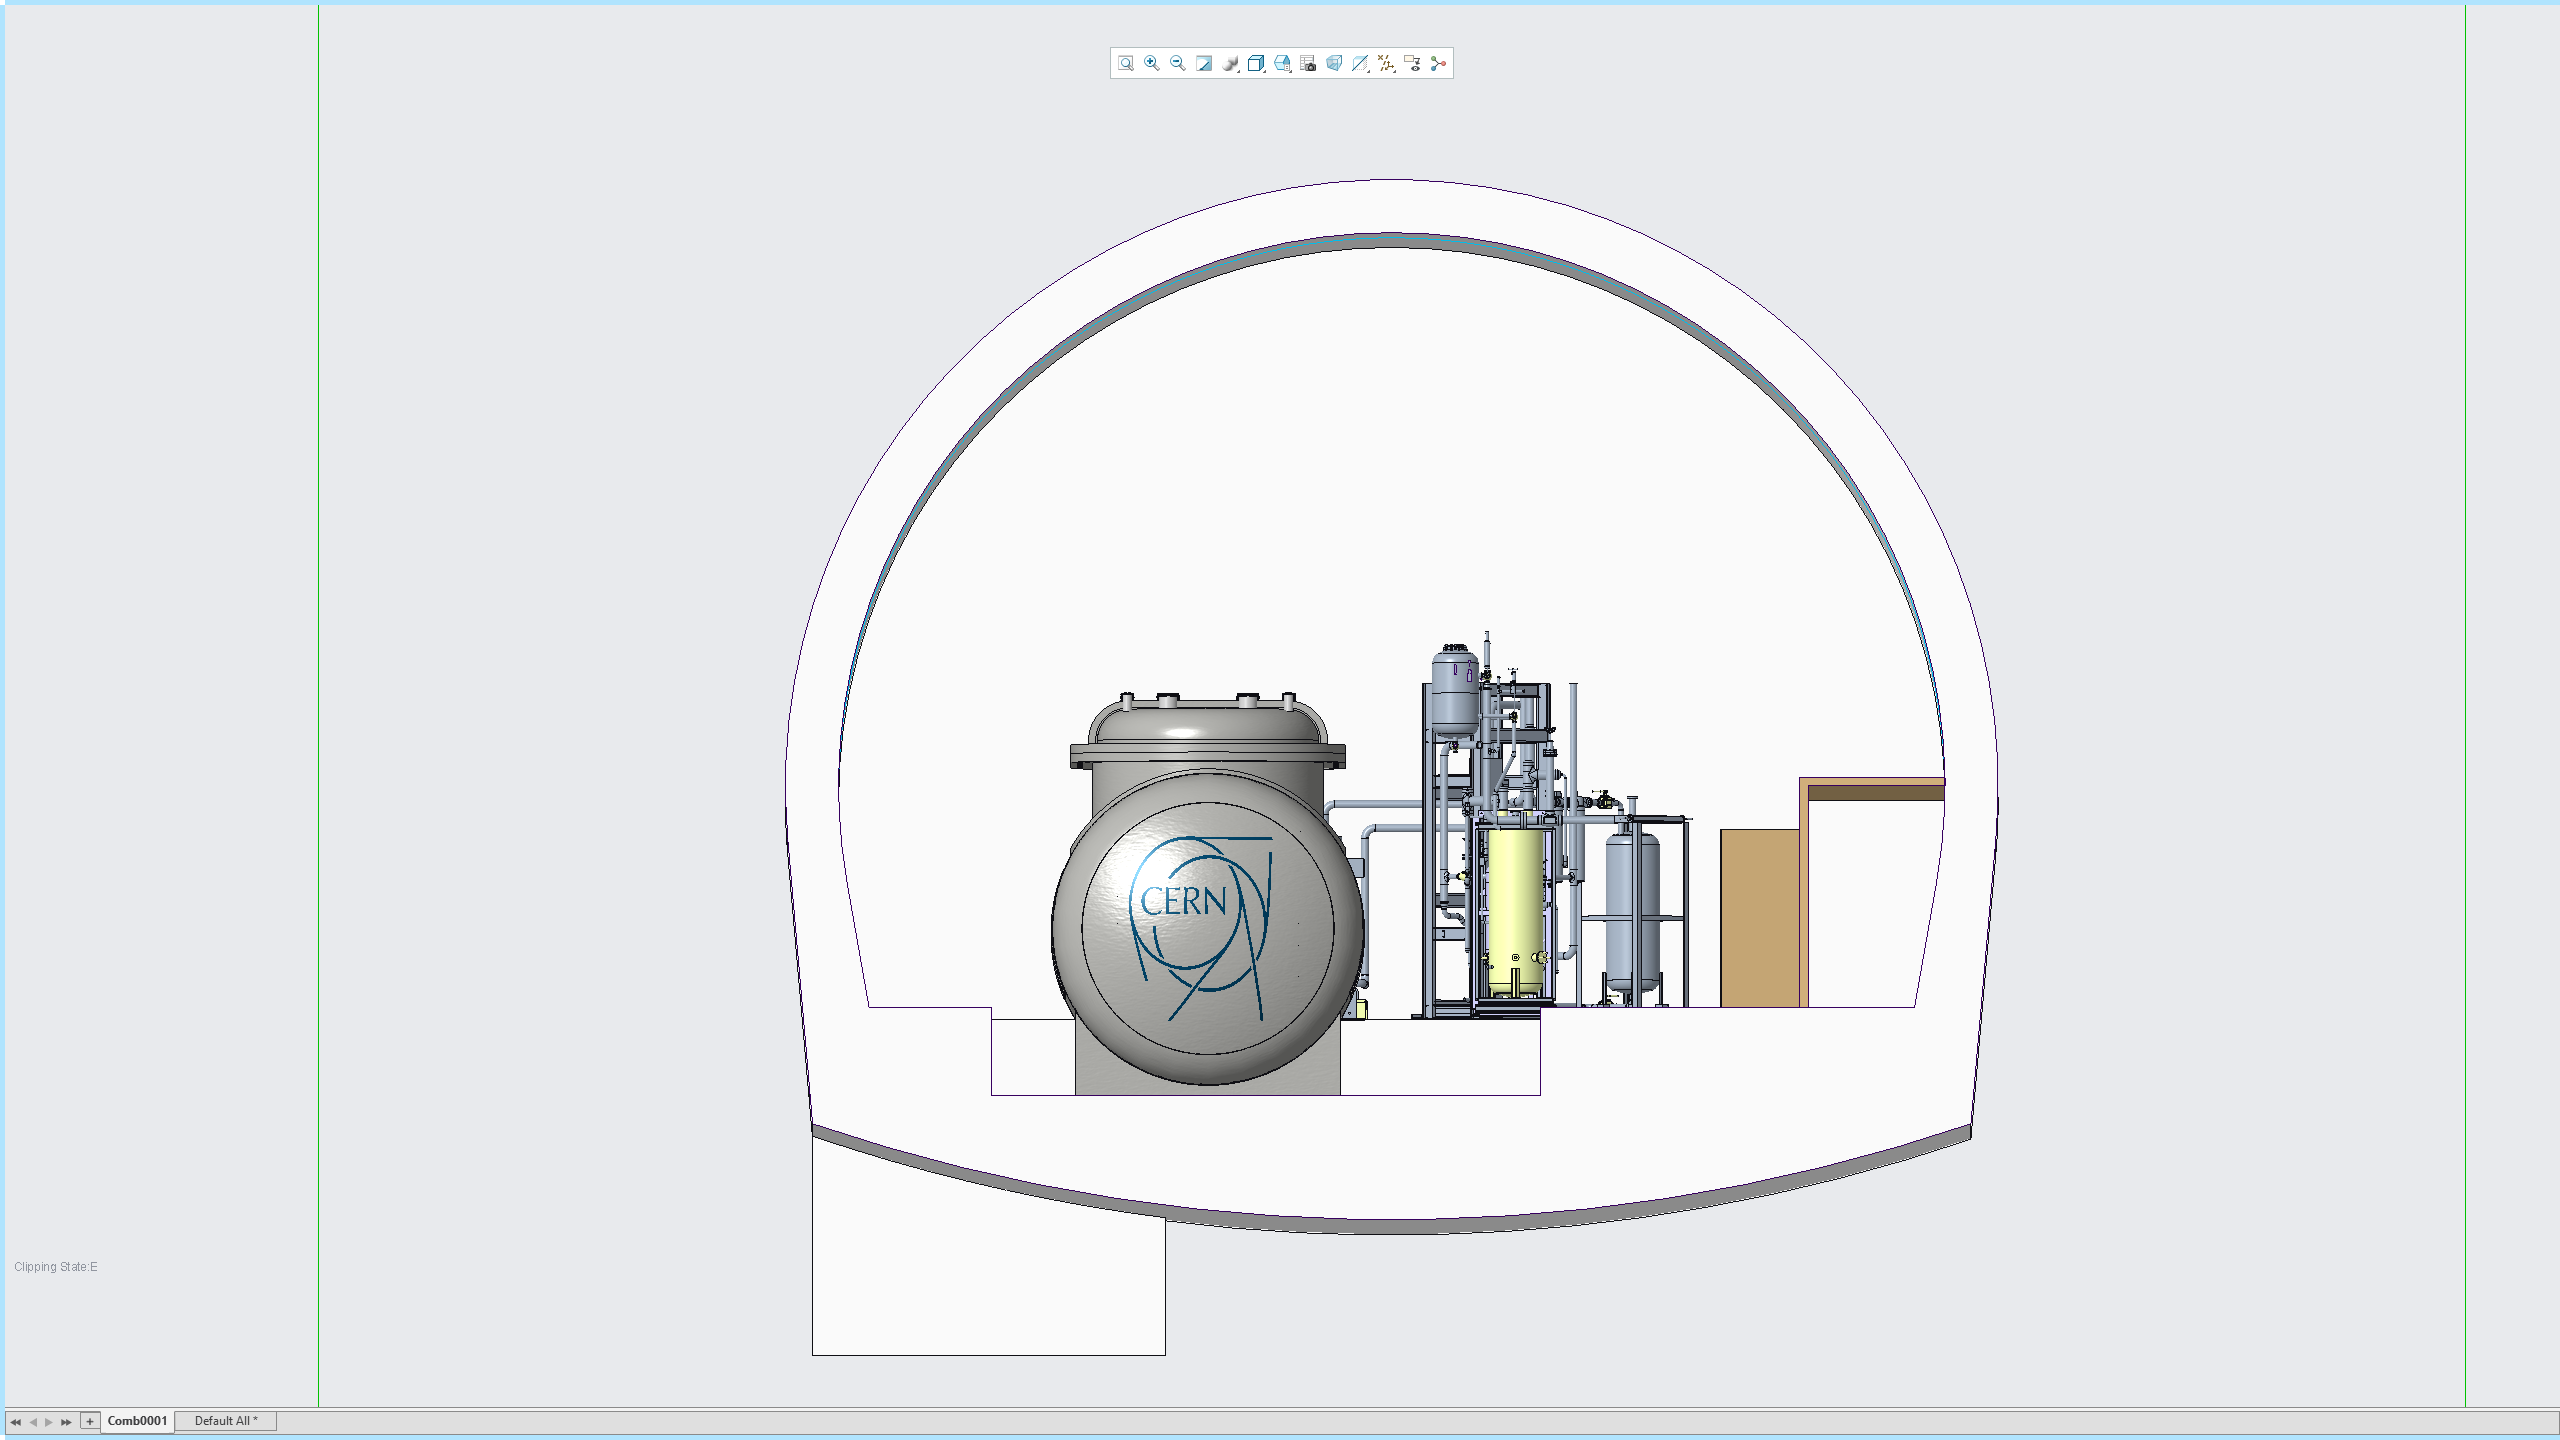 CERN
Clipping State:E
Comb0001
Default All *